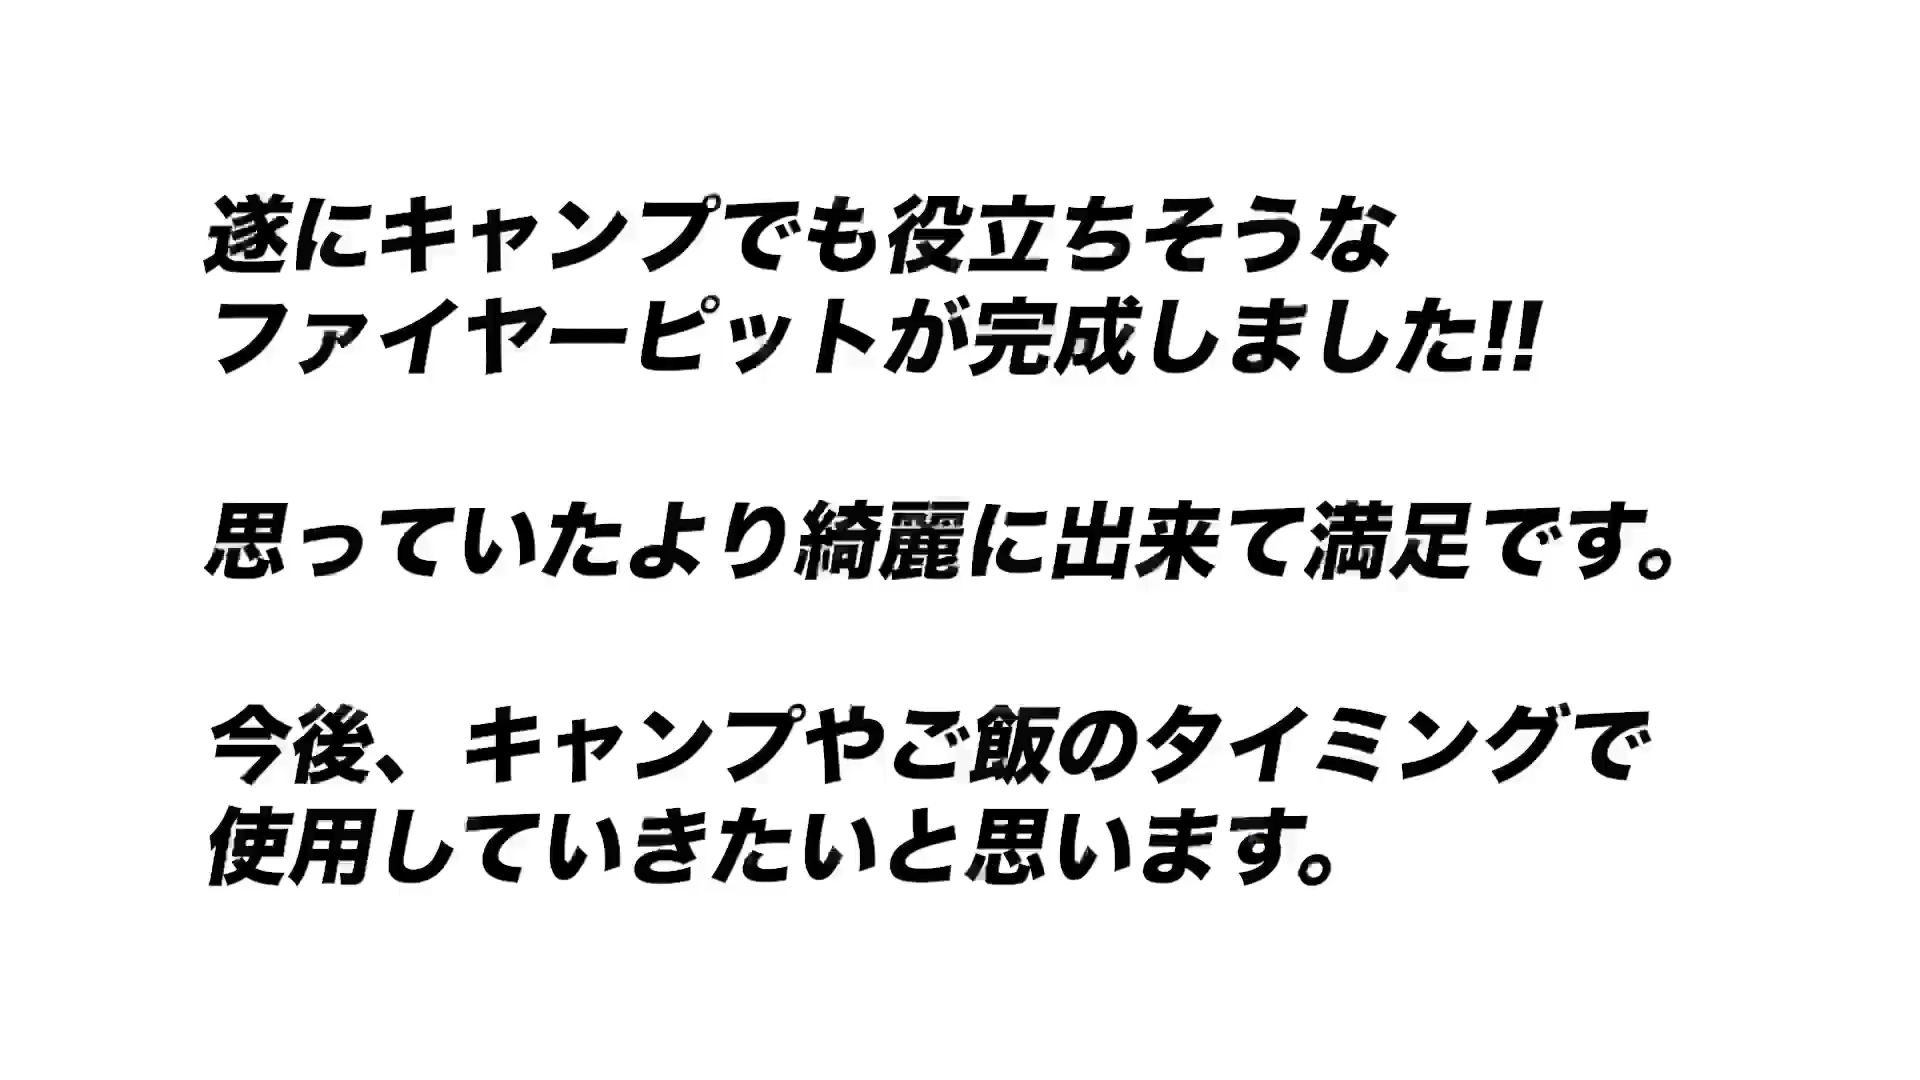 遂にキャンプでも役立ちそうな
ファイヤーピットが完成しました!!
思っていたより綺麗に出来て満足です。
今後、キャンプやご飯のタイミングで
使用していきたいと思います。